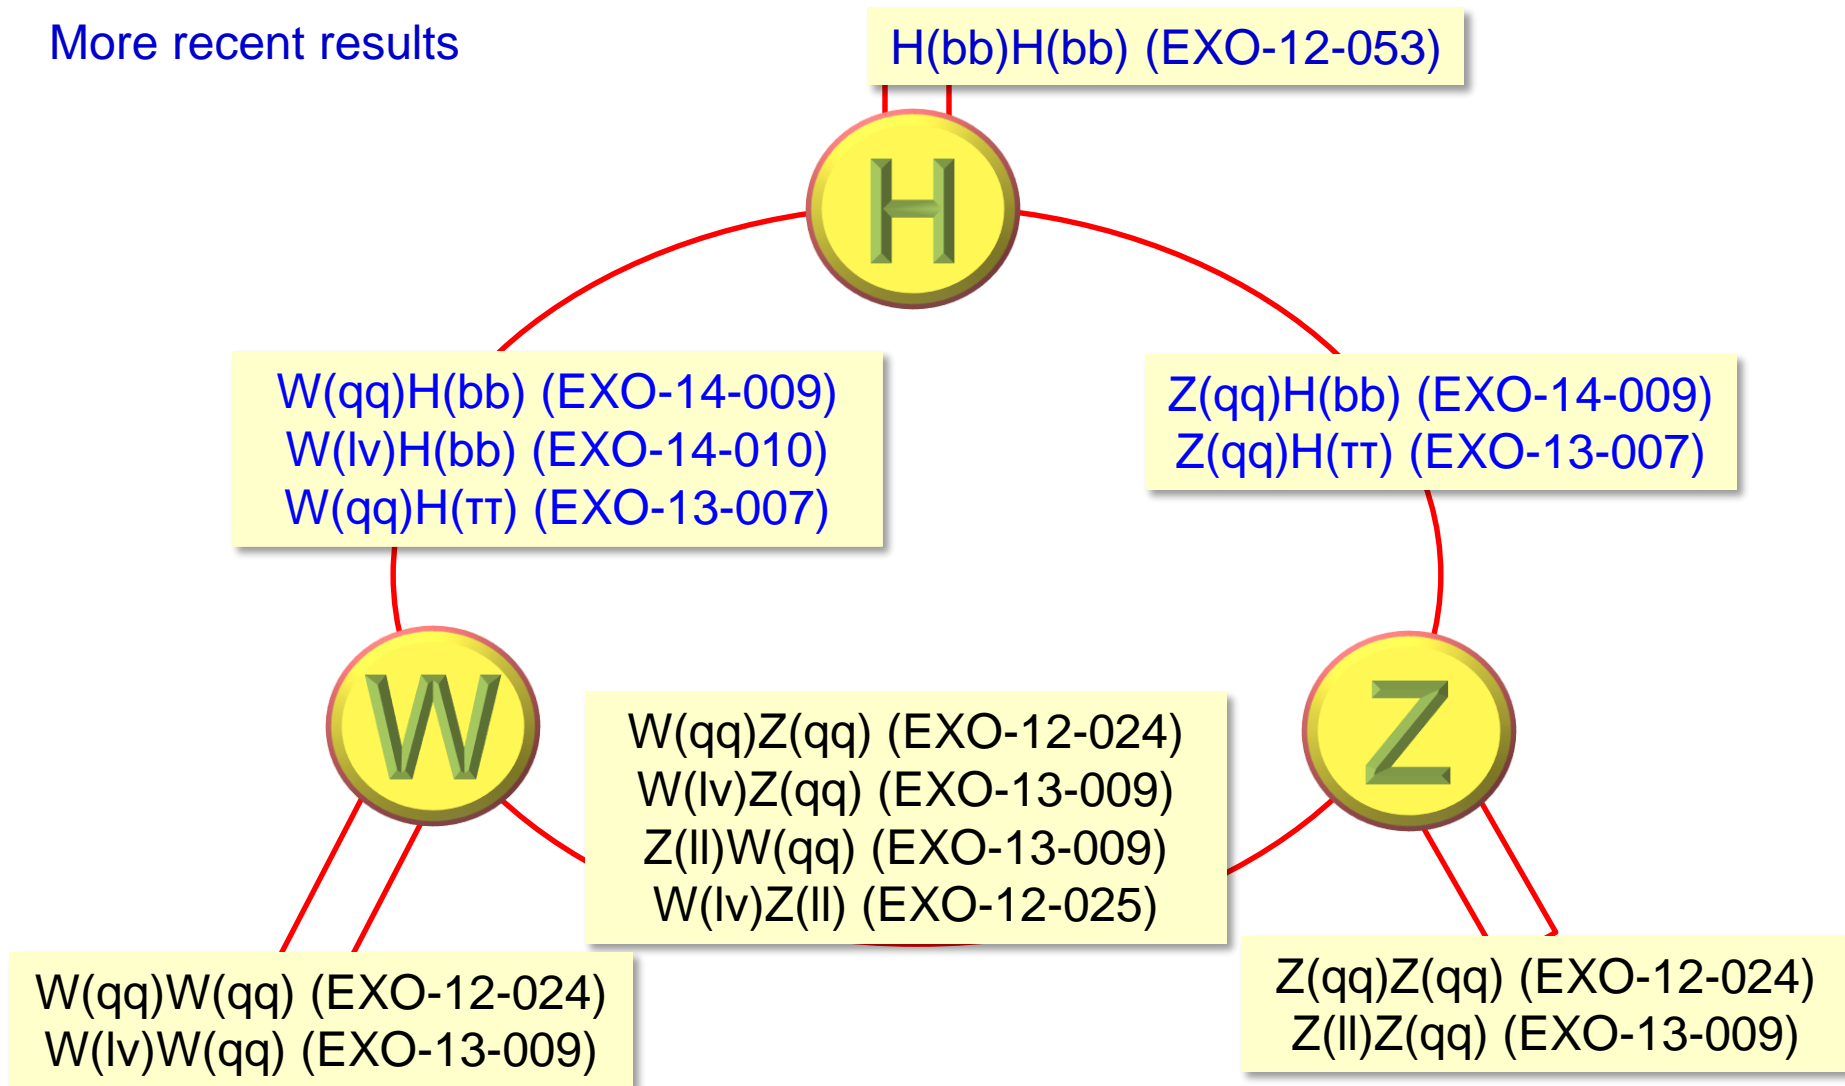 More recent results
H(bb)H(bb) (EXO-12-053)
H
W(qq)H(bb) (EXO-14-009)
W(lv)H(bb) (EXO-14-010)
W(qq)H(ττ) (EXO-13-007)
Z(qq)H(bb) (EXO-14-009)
Z(qq)H(ττ) (EXO-13-007)
W
W(qq)Z(qq) (EXO-12-024)
W(lv)Z(qq) (EXO-13-009)
Z(ll)W(qq) (EXO-13-009)
W(lv)Z(ll) (EXO-12-025)
Z
W(qq)W(qq) (EXO-12-024)
W(lv)W(qq) (EXO-13-009)
Z(qq)Z(qq) (EXO-12-024)
Z(ll)Z(qq) (EXO-13-009)